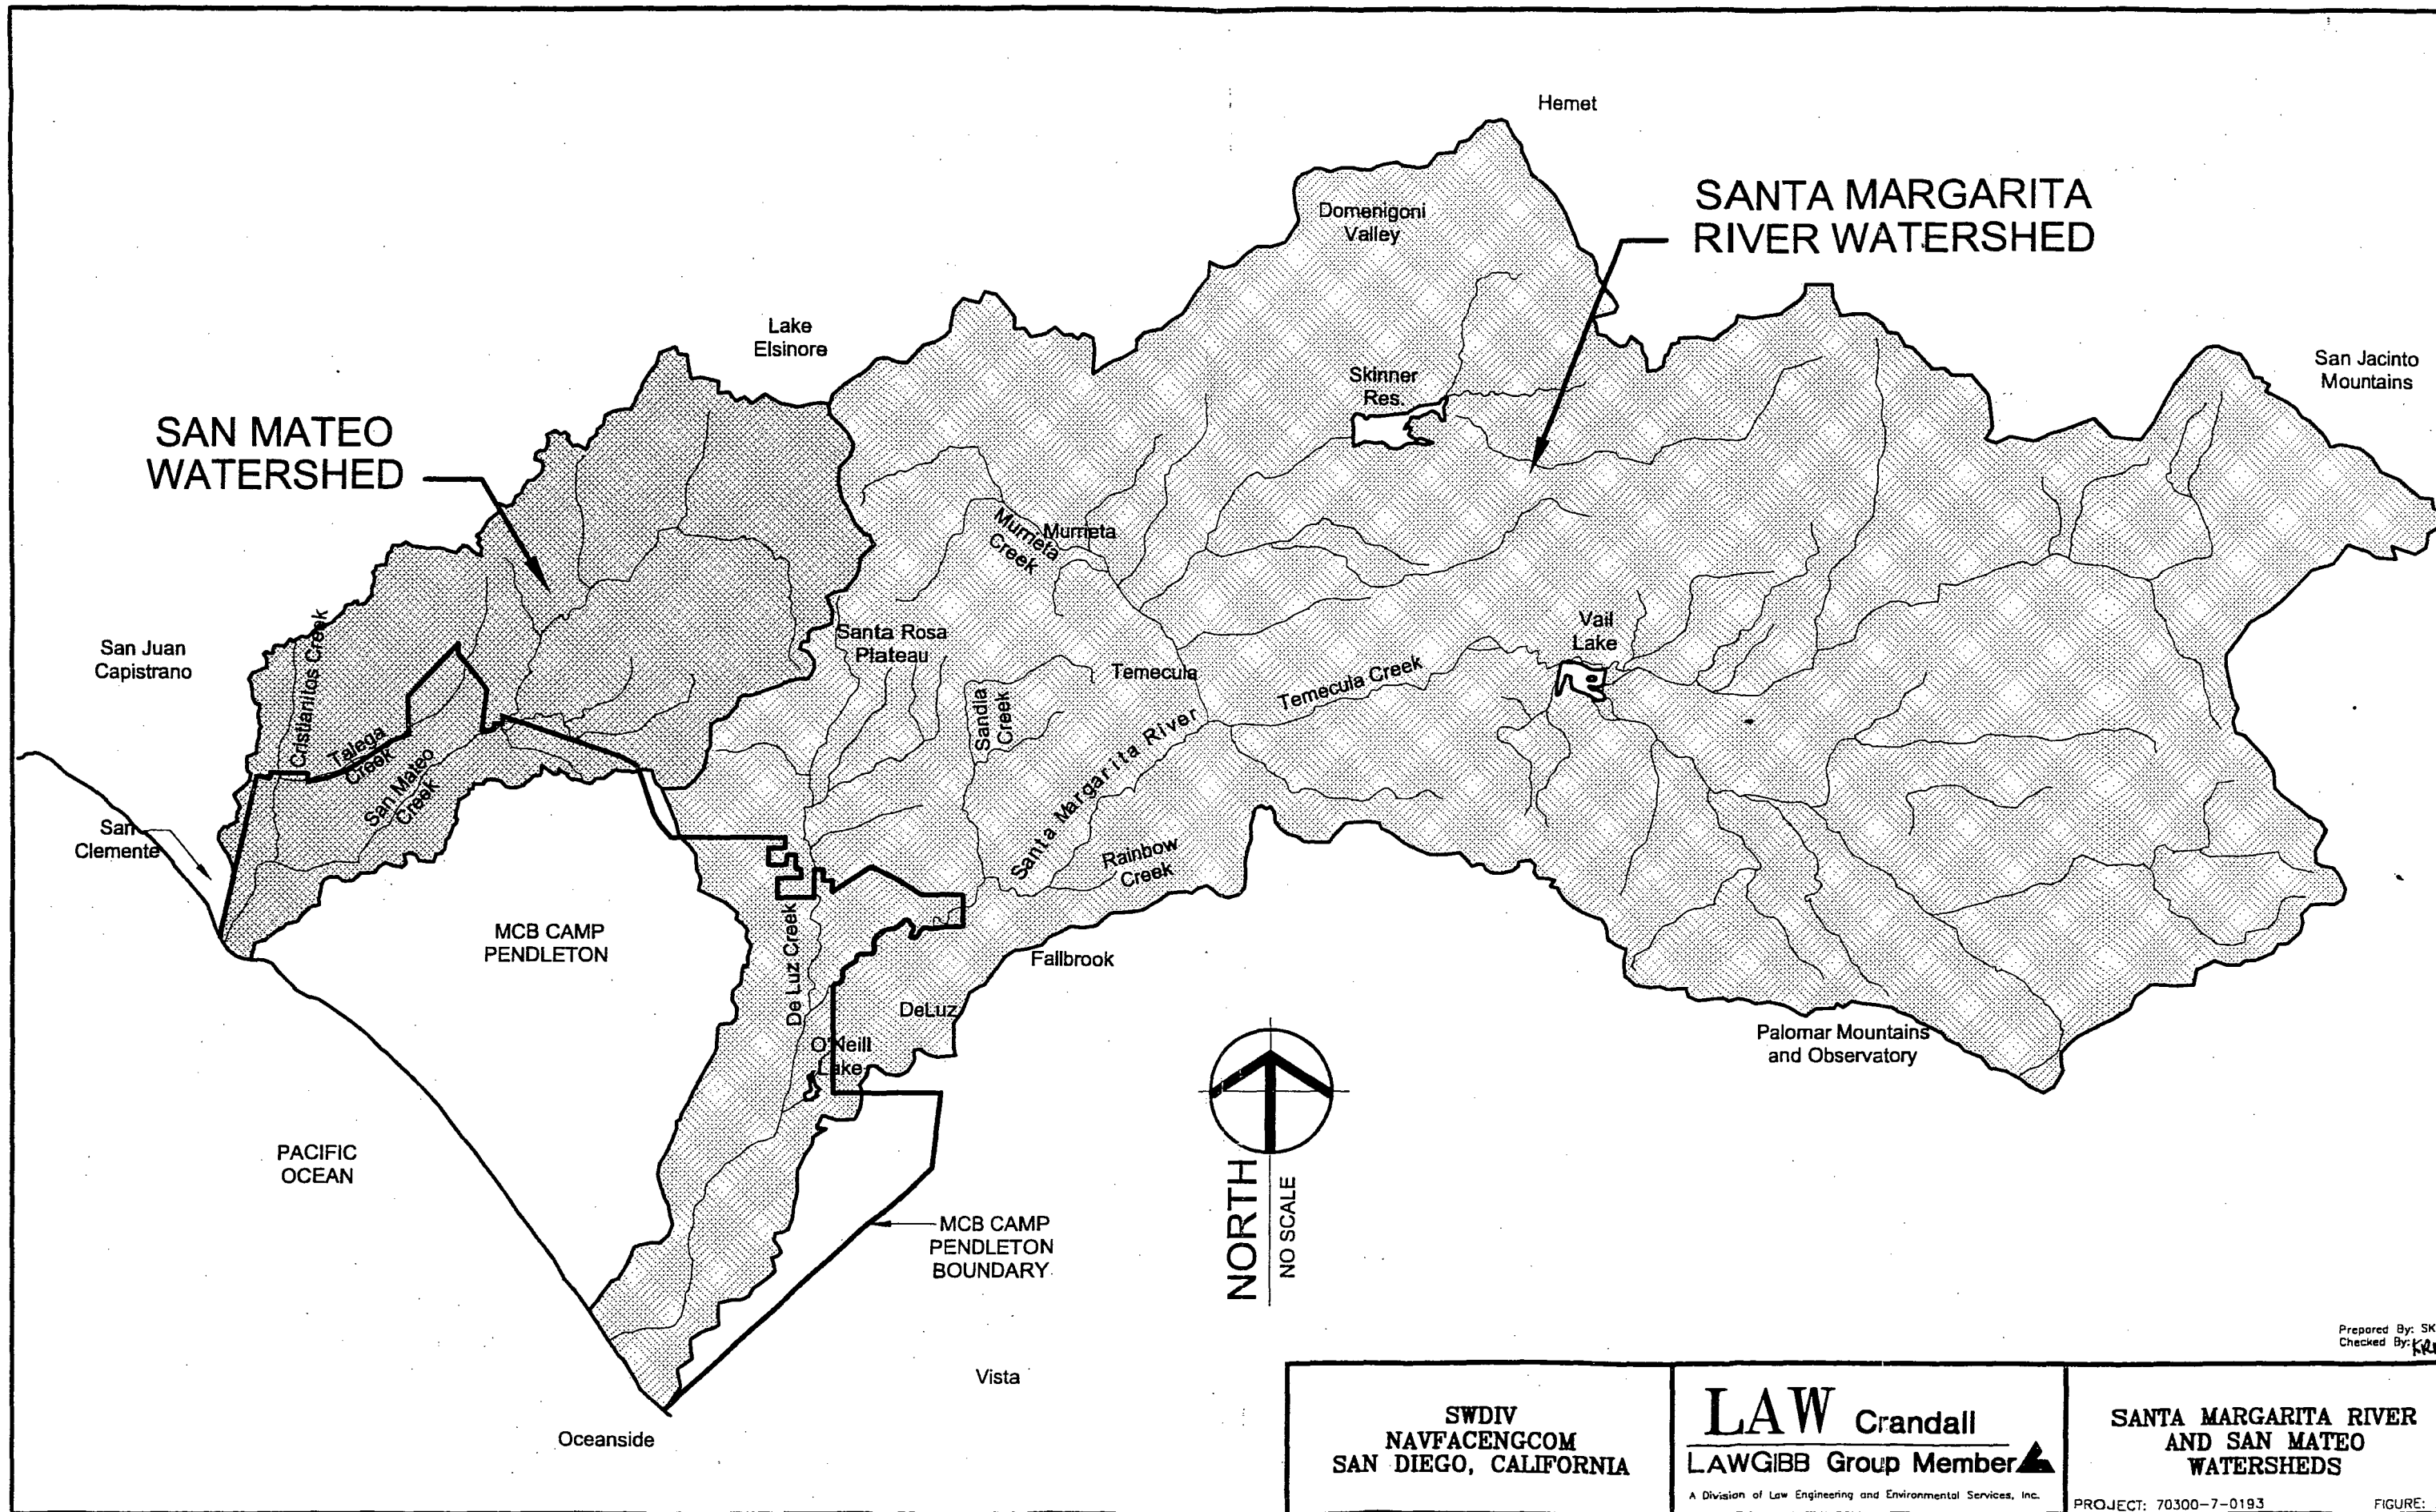 Hemet
SANTA MARGARITA
RIVER WATERSHED
Domenigoni
Valley
Lake
Elsinore
San Jacinto
Mountains
Skinner
Res.
SAN MATEO
WATERSHED
Murrieta
Creek
Murrieta
Cristianitos Creek
San Juan
Capistrano
Santa Rosa
Plateau
Vail
Lake
Temecula
Temecula Creek
Sandia
Creek
Talega
Creek
San Mateo
Creek
Santa Margarita River
San
Clemente
Rainbow
Creek
MCB CAMP
PENDLETON
De Luz Creek
Fallbrook
DeLuz
O'Neill
Lake
Palomar Mountains
and Observatory
PACIFIC
OCEAN
NORTH
NO SCALE
MCB CAMP
PENDLETON
BOUNDARY
Vista
Oceanside
Prepared By: SK
Checked By:
SWDIV
NAVFACENGCOM
SAN DIEGO, CALIFORNIA
LAW Crandall
LAWGIBB Group Member
A Division of Law Engineering and Environmental Services, Inc.
SANTA MARGARITA RIVER
AND SAN MATEO
WATERSHEDS
PROJECT: 70300-7-0193
FIGURE: